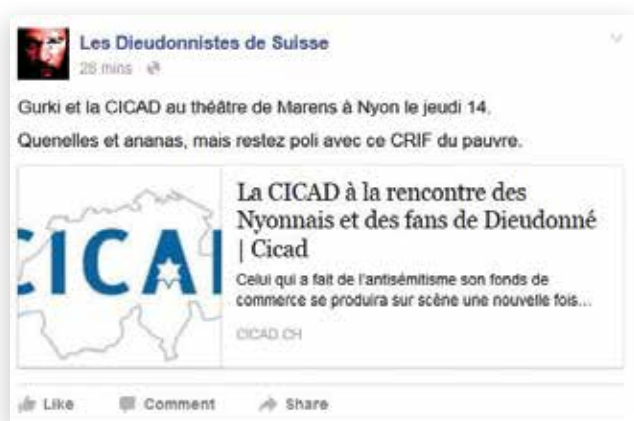 Les Dieudonnistes de Suisse
28 mins
Gurki et la CICAD au théâtre de Marens à Nyon le jeudi 14.
Quenelles et ananas, mais restez poli avec ce CRIF du pauvre.
CICAD
La CICAD à la rencontre des
Nyonnais et des fans de Dieudonné
| Cicad
Celui qui a fait de l'antisémitisme son fonds de
commerce se produira sur scène une nouvelle fois...
CICAD.CH
Like Comment Share